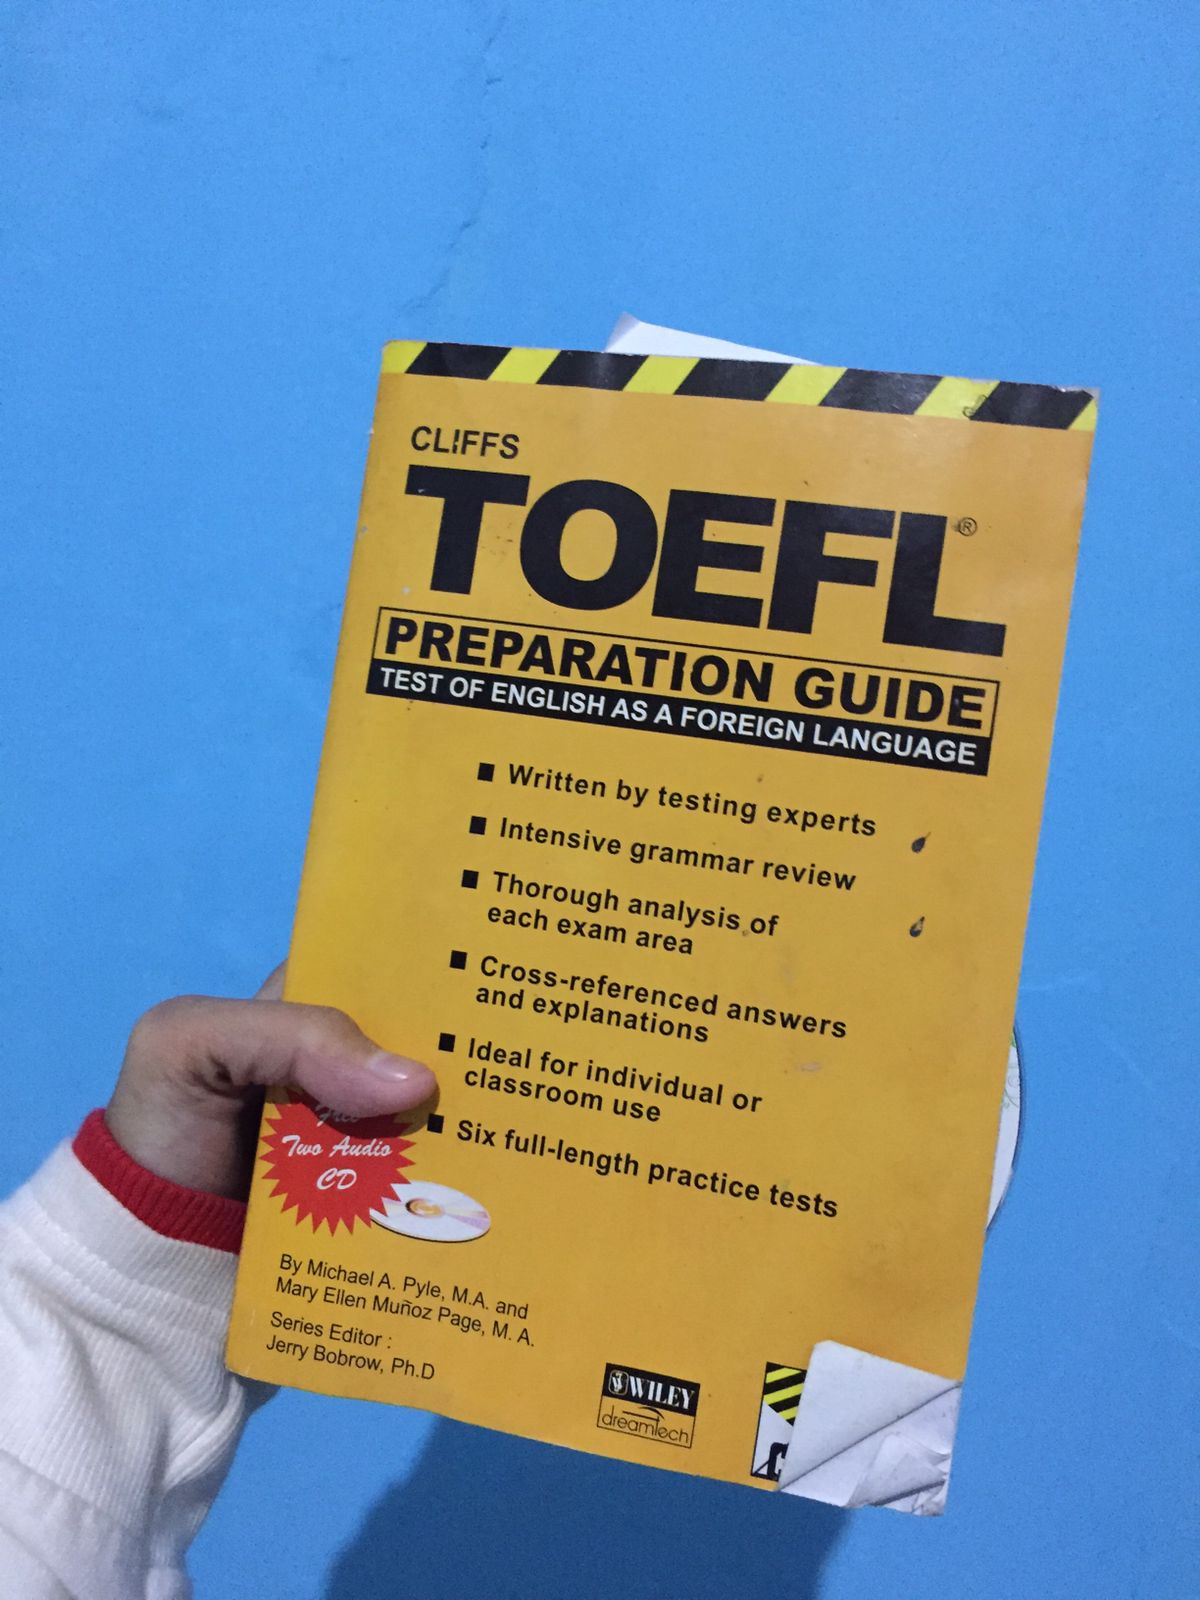 CLIFFS
TOEFL®
PREPARATION GUIDE
TEST OF ENGLISH AS A FOREIGN LANGUAGE
■ Written by testing experts
■ Intensive grammar review
■ Thorough analysis of
each exam area
■ Cross-referenced answers
and explanations
■ Ideal for individual or
classroom use
■ Six full-length practice tests
Two Audio
CD
By Michael A. Pyle, M.A. and
Mary Ellen Muñoz Page, M. A.
Series Editor :
Jerry Bobrow, Ph.D
WILEY
dreamtech